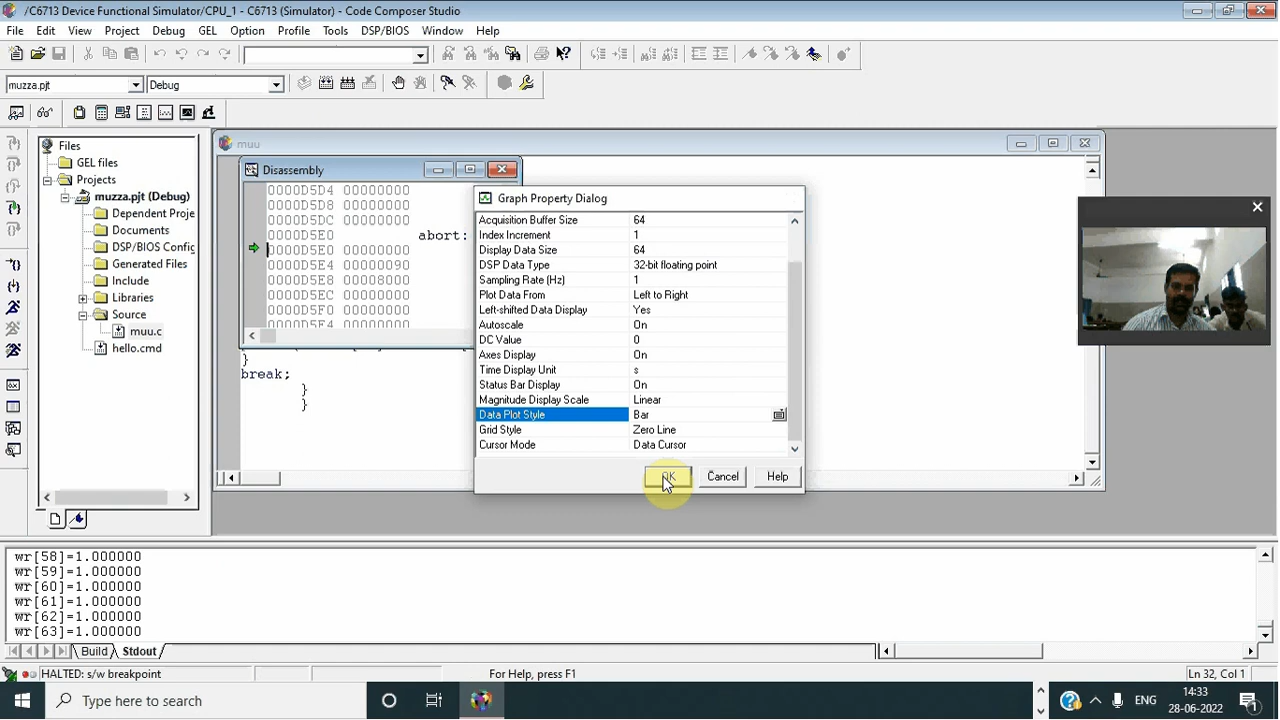 /C6713 Device Functional Simulator/CPU_1 - C6713 (Simulator) - Code Composer Studio
File Edit View Project Debug GEL Option Profile Tools DSP/BIOS Window Help
muzza.pjt Debug
Files
GEL files
Projects
muzza.pjt (Debug)
Dependent Proje
Documents
DSP/BIOS Config
Generated Files
Include
Libraries
Source
muu.c
hello.cmd
muu
Disassembly
0000D5D4 00000000
0000D5D8 00000000
0000D5DC 00000000
0000D5E0 abort:
0000D5E0 00000000
0000D5E4 00000090
0000D5E8 00008000
0000D5EC 00000000
0000D5F0 00000000
0000D5F4 00000000
}
break;
}
}
Graph Property Dialog
Acquisition Buffer Size 64
Index Increment 1
Display Data Size 64
DSP Data Type 32-bit floating point
Sampling Rate (Hz) 1
Plot Data From Left to Right
Left-shifted Data Display Yes
Autoscale On
DC Value 0
Axes Display On
Time Display Unit s
Status Bar Display On
Magnitude Display Scale Linear
Data Plot Style Bar
Grid Style Zero Line
Cursor Mode Data Cursor
OK Cancel Help
wr[58]=1.000000
wr[59]=1.000000
wr[60]=1.000000
wr[61]=1.000000
wr[62]=1.000000
wr[63]=1.000000
Build Stdout
HALTED: s/w breakpoint For Help, press F1 Ln 32, Col 1
Type here to search
ENG
14:33
28-06-2022